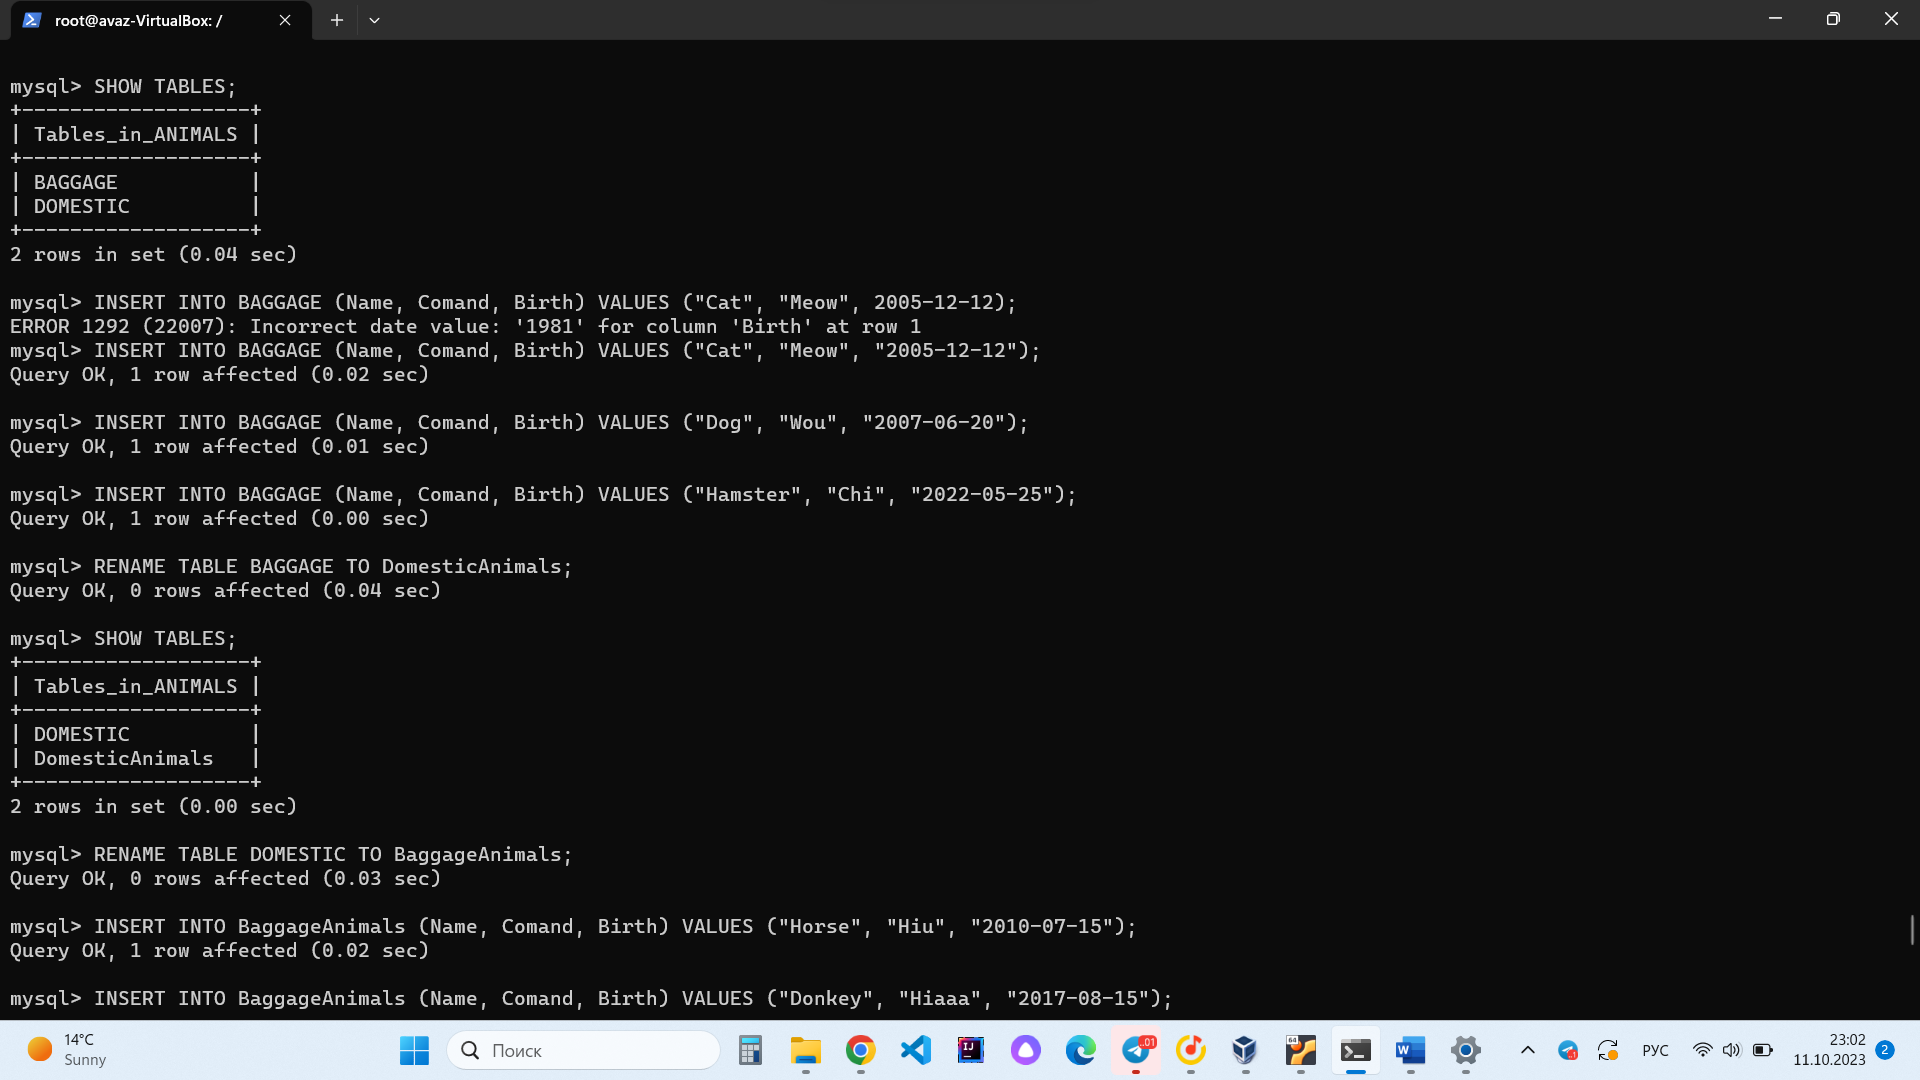 root@avaz-VirtualBox: /
mysql> SHOW TABLES;
+-------------------+
| Tables_in_ANIMALS |
+-------------------+
| BAGGAGE           |
| DOMESTIC          |
+-------------------+
2 rows in set (0.04 sec)
mysql> INSERT INTO BAGGAGE (Name, Comand, Birth) VALUES ("Cat", "Meow", 2005-12-12);
ERROR 1292 (22007): Incorrect date value: '1981' for column 'Birth' at row 1
mysql> INSERT INTO BAGGAGE (Name, Comand, Birth) VALUES ("Cat", "Meow", "2005-12-12");
Query OK, 1 row affected (0.02 sec)
mysql> INSERT INTO BAGGAGE (Name, Comand, Birth) VALUES ("Dog", "Wou", "2007-06-20");
Query OK, 1 row affected (0.01 sec)
mysql> INSERT INTO BAGGAGE (Name, Comand, Birth) VALUES ("Hamster", "Chi", "2022-05-25");
Query OK, 1 row affected (0.00 sec)
mysql> RENAME TABLE BAGGAGE TO DomesticAnimals;
Query OK, 0 rows affected (0.04 sec)
mysql> SHOW TABLES;
+-------------------+
| Tables_in_ANIMALS |
+-------------------+
| DOMESTIC          |
| DomesticAnimals   |
+-------------------+
2 rows in set (0.00 sec)
mysql> RENAME TABLE DOMESTIC TO BaggageAnimals;
Query OK, 0 rows affected (0.03 sec)
mysql> INSERT INTO BaggageAnimals (Name, Comand, Birth) VALUES ("Horse", "Hiu", "2010-07-15");
Query OK, 1 row affected (0.02 sec)
mysql> INSERT INTO BaggageAnimals (Name, Comand, Birth) VALUES ("Donkey", "Hiaaa", "2017-08-15");
14°C
Sunny
Поиск
IJ
..01
64
W
РУС
23:02
11.10.2023
2